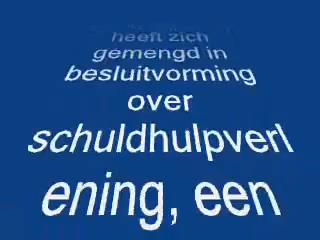 heeft zich
gemengd in
besluitvorming
over
schuldhulpverl
ening, een